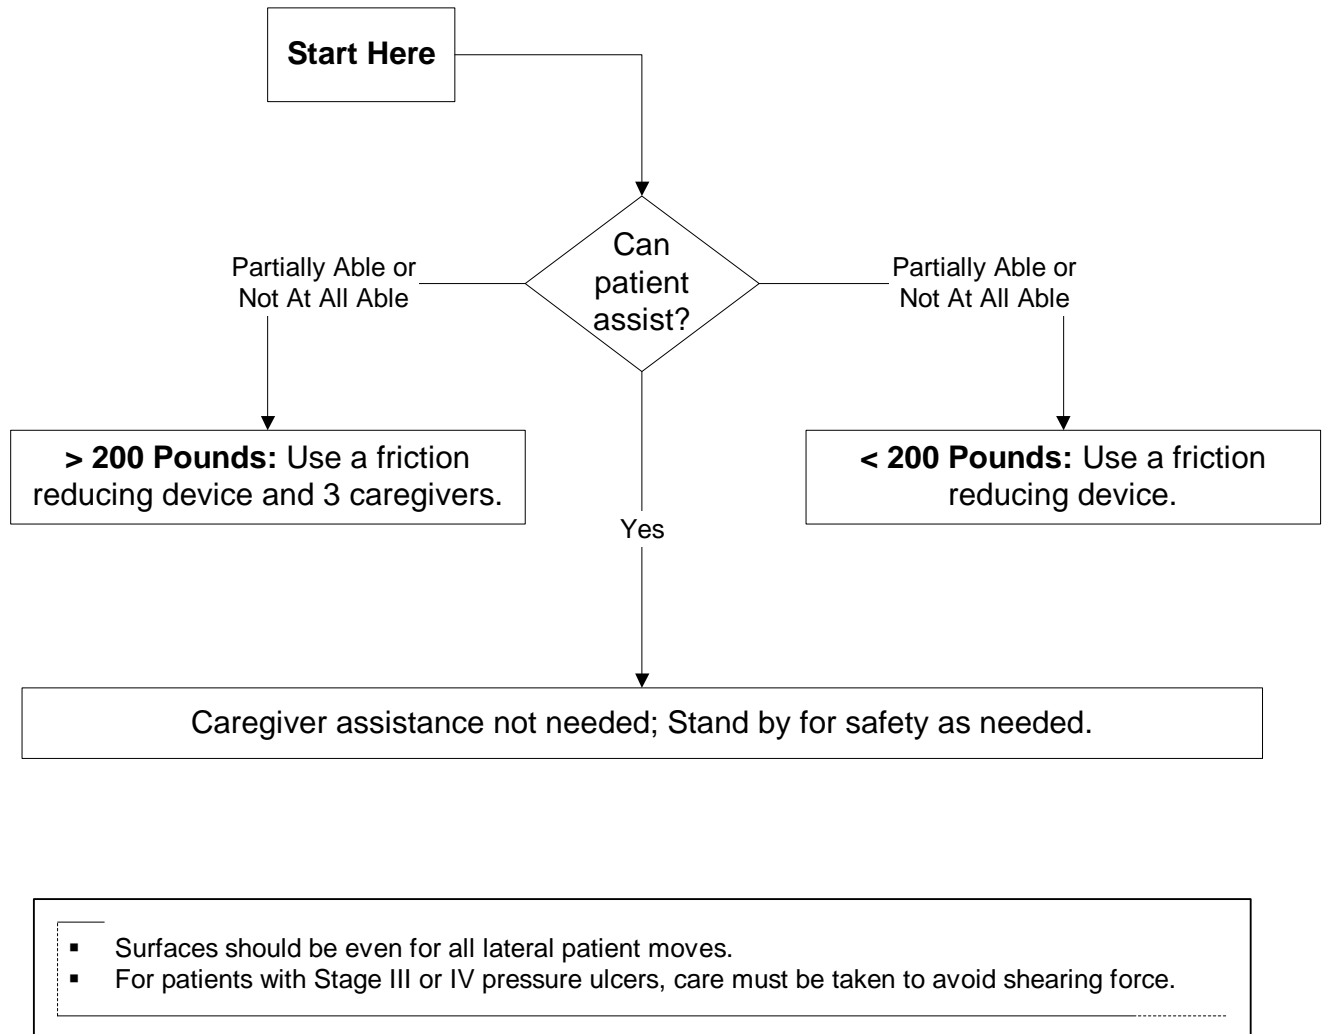 Start Here
Can
patient
assist?
Partially Able or
Not At All Able
Partially Able or
Not At All Able
> 200 Pounds: Use a friction
reducing device and 3 caregivers.
< 200 Pounds: Use a friction
reducing device.
Yes
Caregiver assistance not needed; Stand by for safety as needed.
▪ Surfaces should be even for all lateral patient moves.
▪ For patients with Stage III or IV pressure ulcers, care must be taken to avoid shearing force.